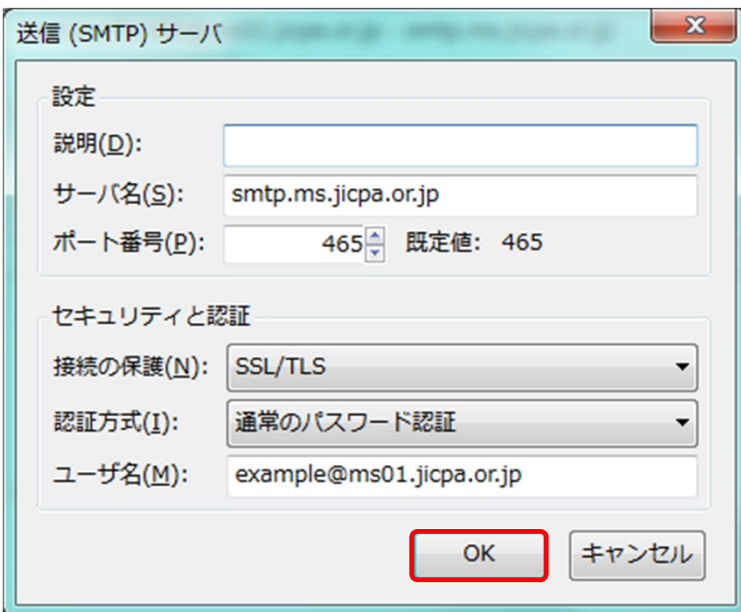 送信 (SMTP) サーバ
設定
説明(D):
サーバ名(S): smtp.ms.jicpa.or.jp
ポート番号(P): 465 既定値: 465
セキュリティと認証
接続の保護(N): SSL/TLS
認証方式(I): 通常のパスワード認証
ユーザ名(M): example@ms01.jicpa.or.jp
OK キャンセル